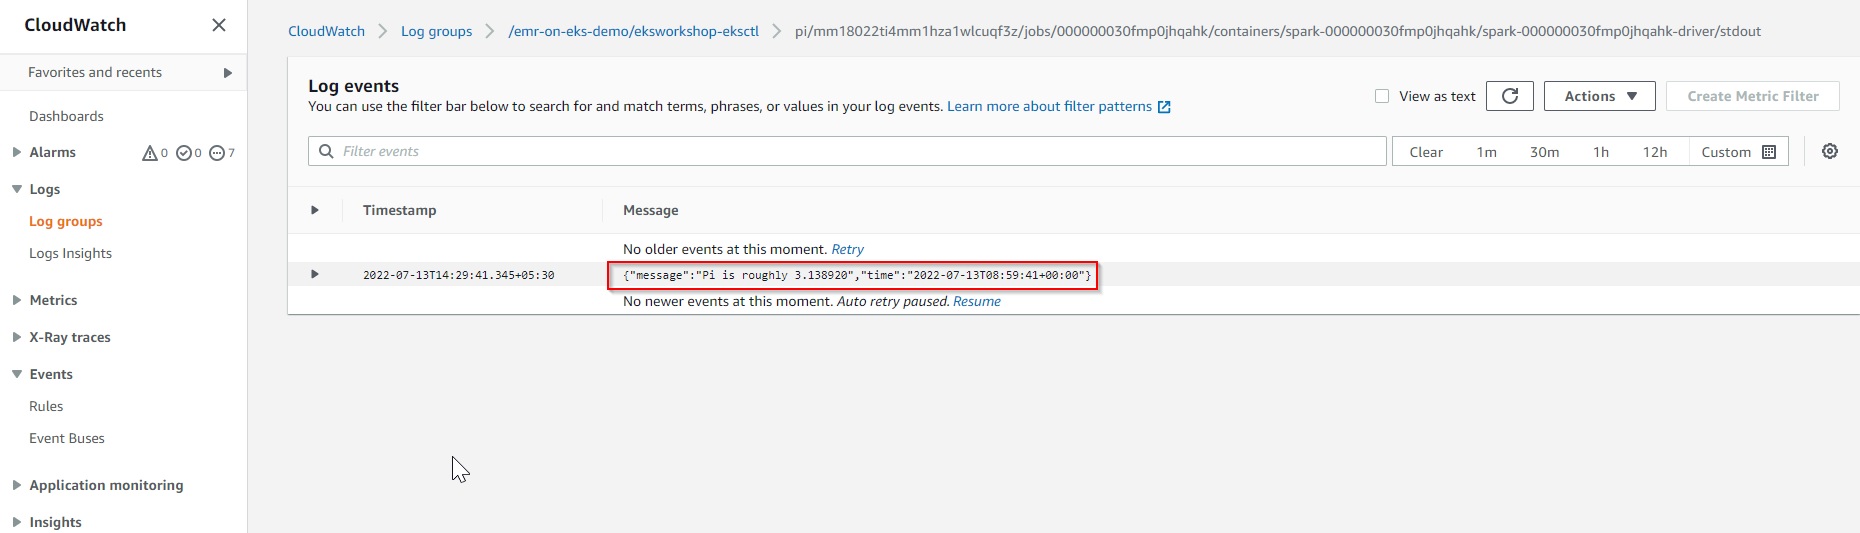 CloudWatch
Favorites and recents
Dashboards
Alarms 0 0 7
Logs
Log groups
Logs Insights
Metrics
X-Ray traces
Events
Rules
Event Buses
Application monitoring
Insights
CloudWatch Log groups /emr-on-eks-demo/eksworkshop-eksctl pi/mm18022ti4mm1hza1wlcuqf3z/jobs/000000030fmp0jhqahk/containers/spark-000000030fmp0jhqahk/spark-000000030fmp0jhqahk-driver/stdout
Log events
You can use the filter bar below to search for and match terms, phrases, or values in your log events. Learn more about filter patterns
View as text Actions Create Metric Filter
Filter events
Clear 1m 30m 1h 12h Custom
Timestamp Message
No older events at this moment. Retry
2022-07-13T14:29:41.345+05:30 {"message":"Pi is roughly 3.138920","time":"2022-07-13T08:59:41+00:00"}
No newer events at this moment. Auto retry paused. Resume